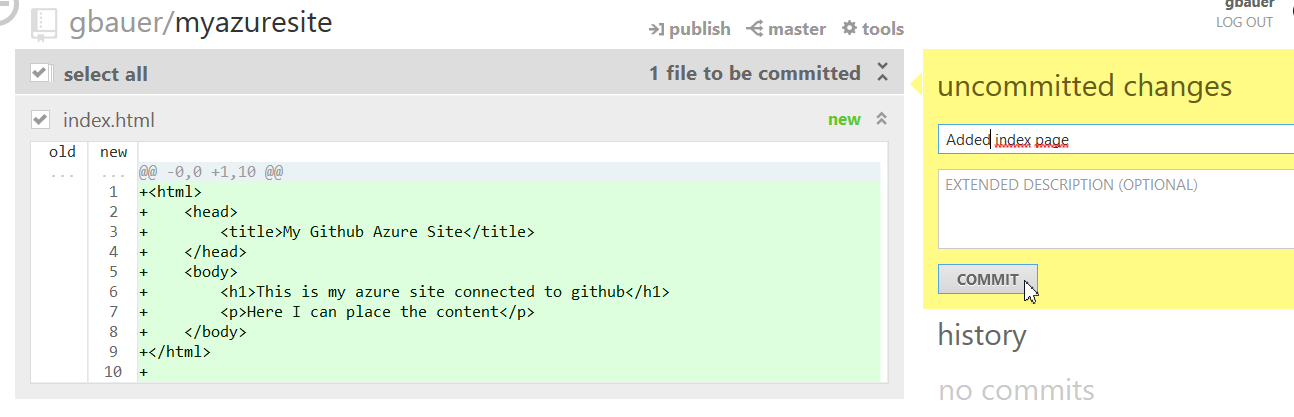 gbauer/myazuresite
publish master tools
gbauer
LOG OUT
select all 1 file to be committed
index.html new
old new
... ... @@ -0,0 +1,10 @@
1 +<html>
2 +    <head>
3 +        <title>My Github Azure Site</title>
4 +    </head>
5 +    <body>
6 +        <h1>This is my azure site connected to github</h1>
7 +        <p>Here I can place the content</p>
8 +    </body>
9 +</html>
10 +
uncommitted changes
Added index page
EXTENDED DESCRIPTION (OPTIONAL)
COMMIT
history
no commits